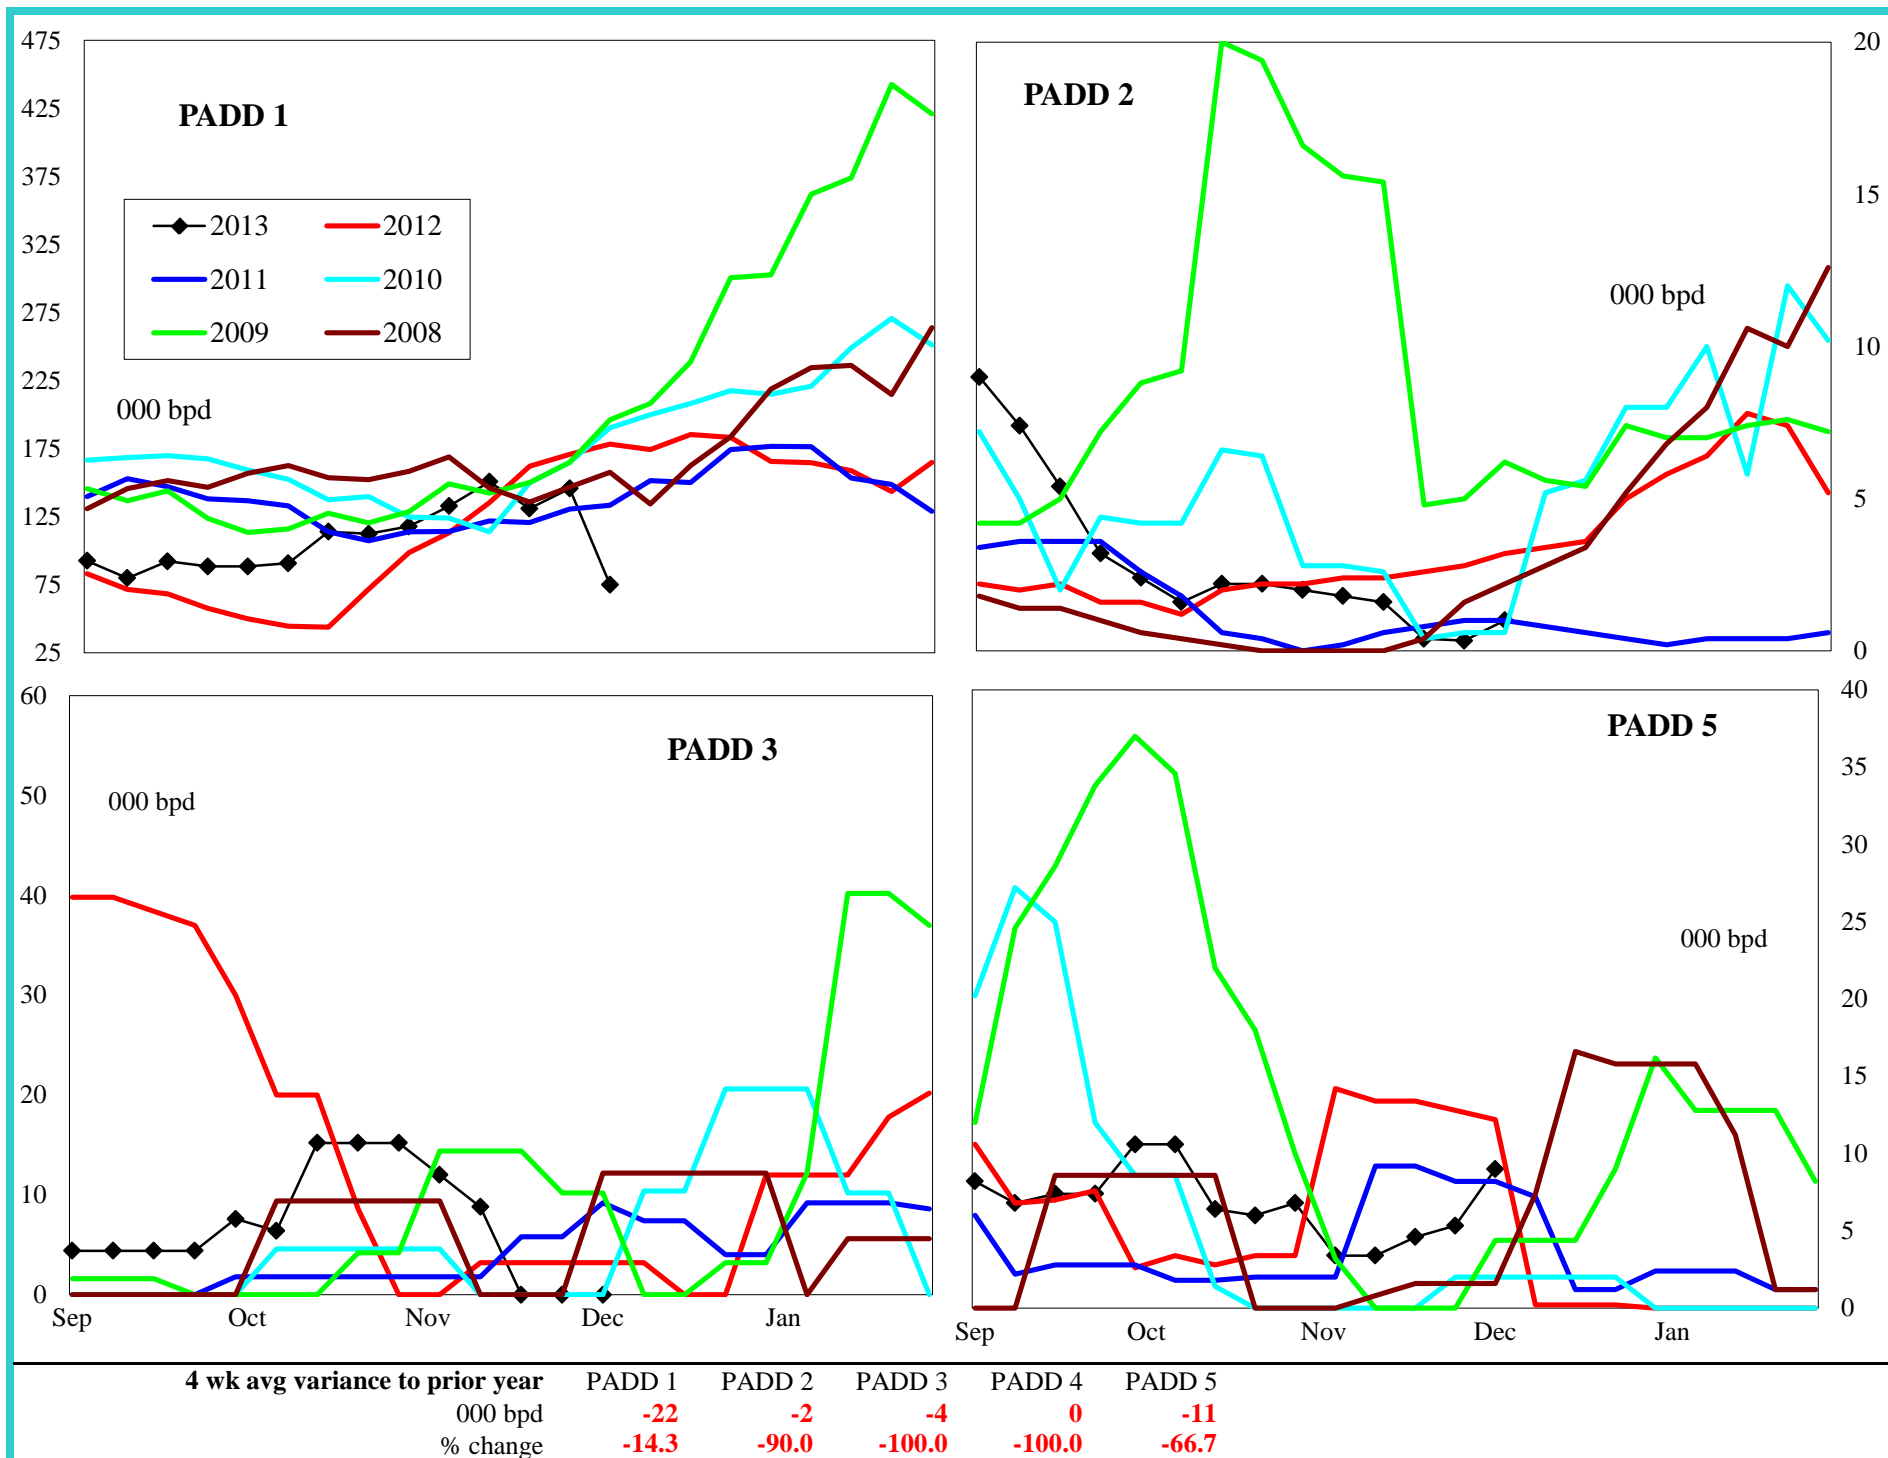 475
425
375
325
275
225
175
125
75
25
PADD 1
2013
2012
2011
2010
2009
2008
000 bpd
PADD 2
000 bpd
20
15
10
5
0
60
50
40
30
20
10
0
PADD 3
000 bpd
Sep Oct Nov Dec Jan
PADD 5
000 bpd
40
35
30
25
20
15
10
5
0
Sep Oct Nov Dec Jan
4 wk avg variance to prior year PADD 1 PADD 2 PADD 3 PADD 4 PADD 5
000 bpd -22 -2 -4 0 -11
% change -14.3 -90.0 -100.0 -100.0 -66.7